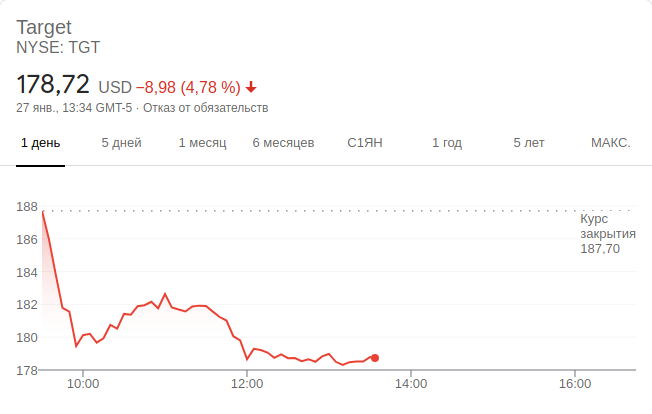 Target
NYSE: TGT
178,72 USD −8,98 (4,78 %)
27 янв., 13:34 GMT-5 · Отказ от обязательств
1 день 5 дней 1 месяц 6 месяцев С1ЯН 1 год 5 лет МАКС.
188
Курс
закрытия
186
187,70
184
182
180
178
10:00 12:00 14:00 16:00